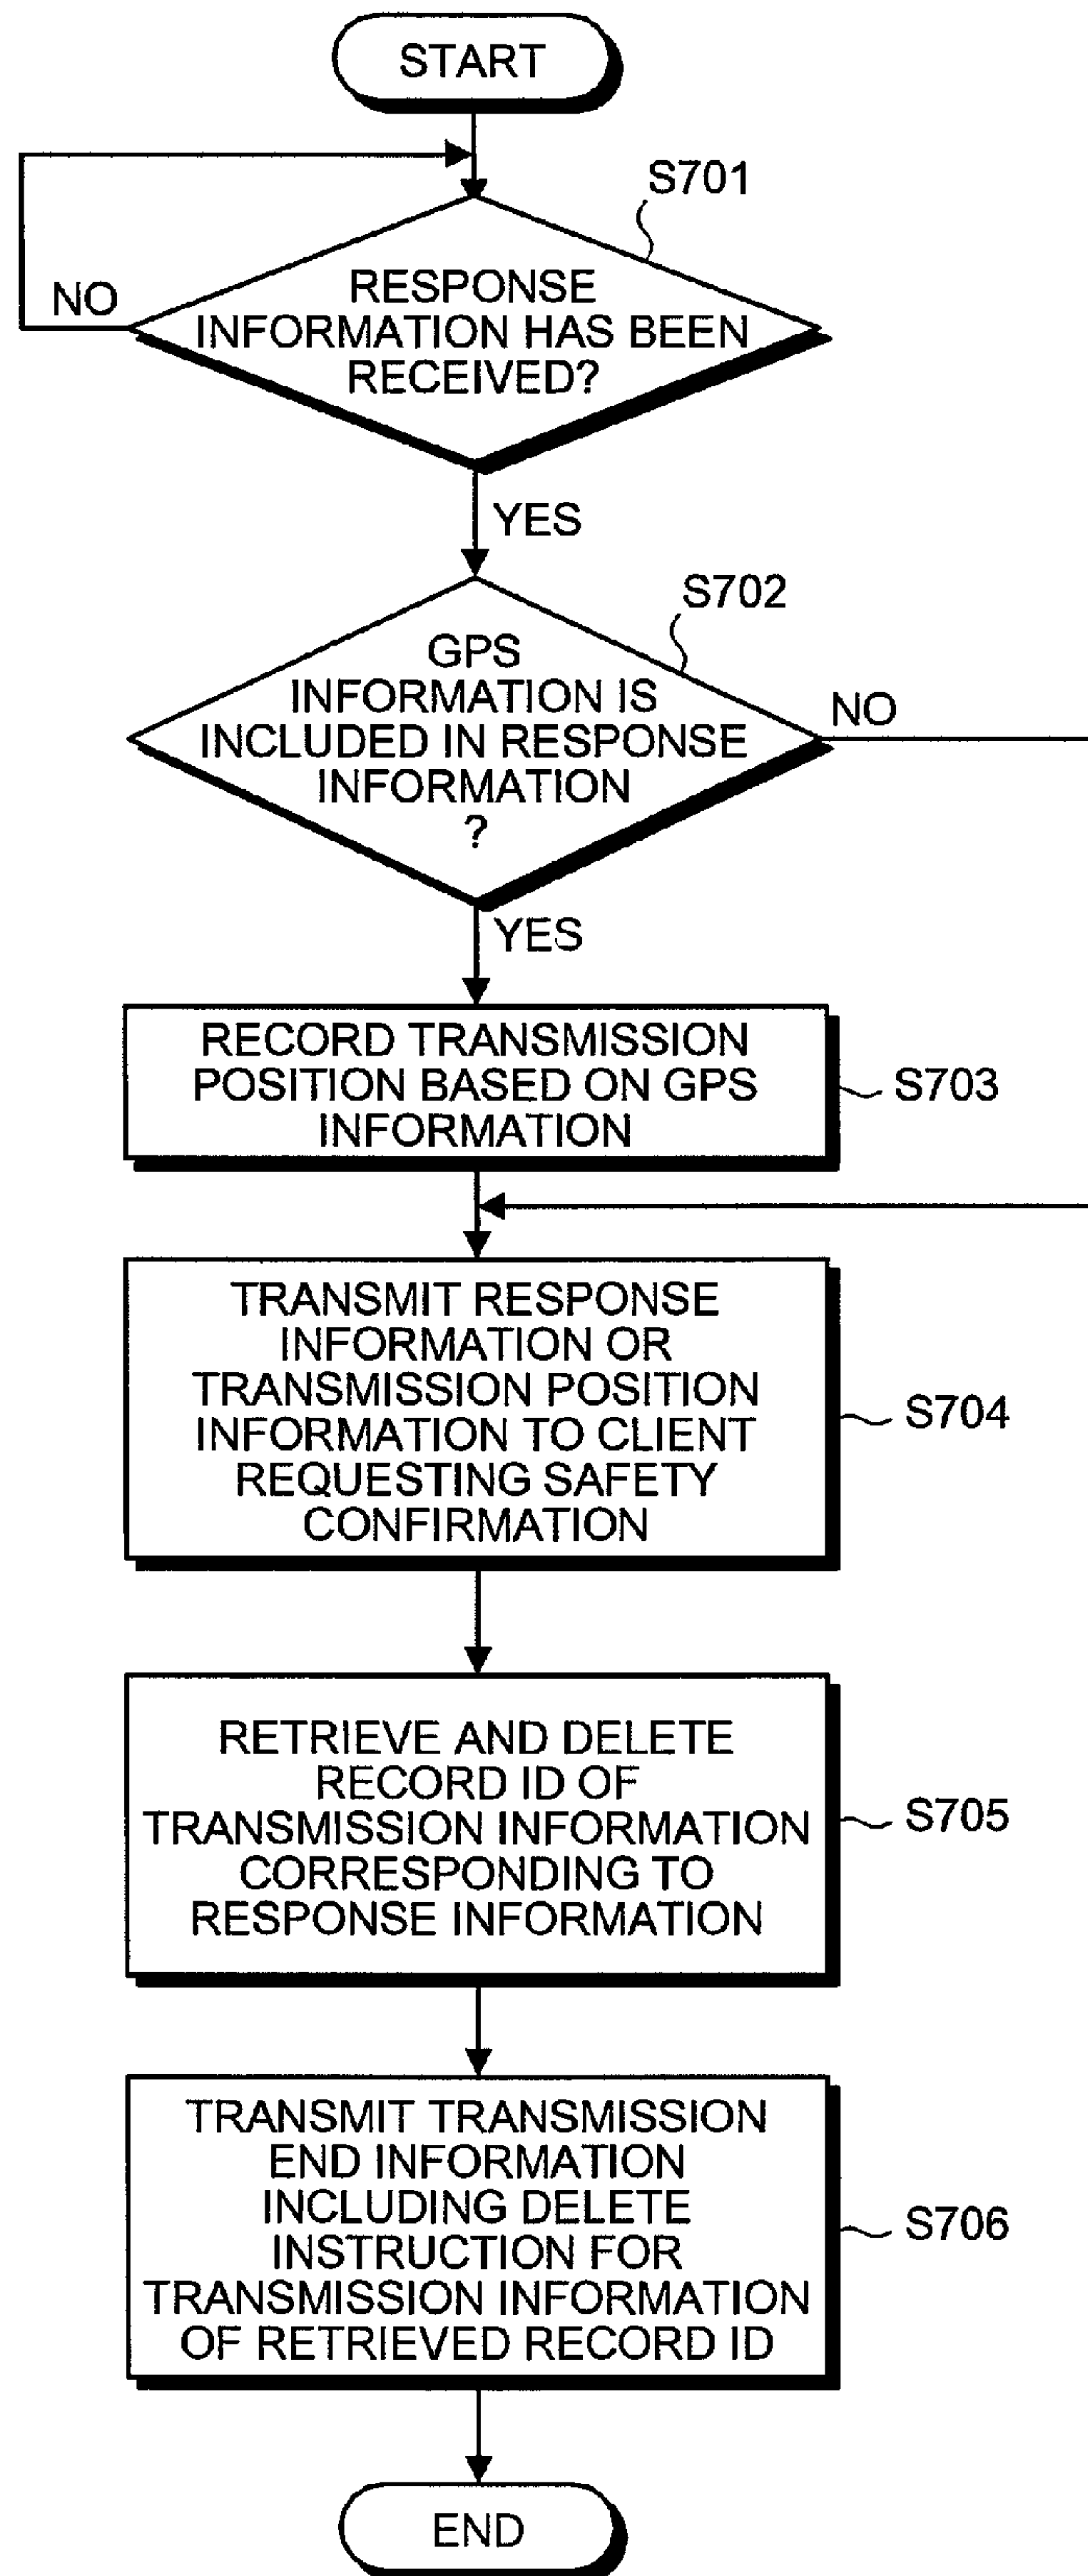 START
S701
RESPONSE
INFORMATION HAS BEEN
RECEIVED?
NO
YES
S702
GPS
INFORMATION IS
INCLUDED IN RESPONSE
INFORMATION
?
NO
YES
RECORD TRANSMISSION
POSITION BASED ON GPS
INFORMATION
S703
TRANSMIT RESPONSE
INFORMATION OR
TRANSMISSION POSITION
INFORMATION TO CLIENT
REQUESTING SAFETY
CONFIRMATION
S704
RETRIEVE AND DELETE
RECORD ID OF
TRANSMISSION INFORMATION
CORRESPONDING TO
RESPONSE INFORMATION
S705
TRANSMIT TRANSMISSION
END INFORMATION
INCLUDING DELETE
INSTRUCTION FOR
TRANSMISSION INFORMATION
OF RETRIEVED RECORD ID
S706
END